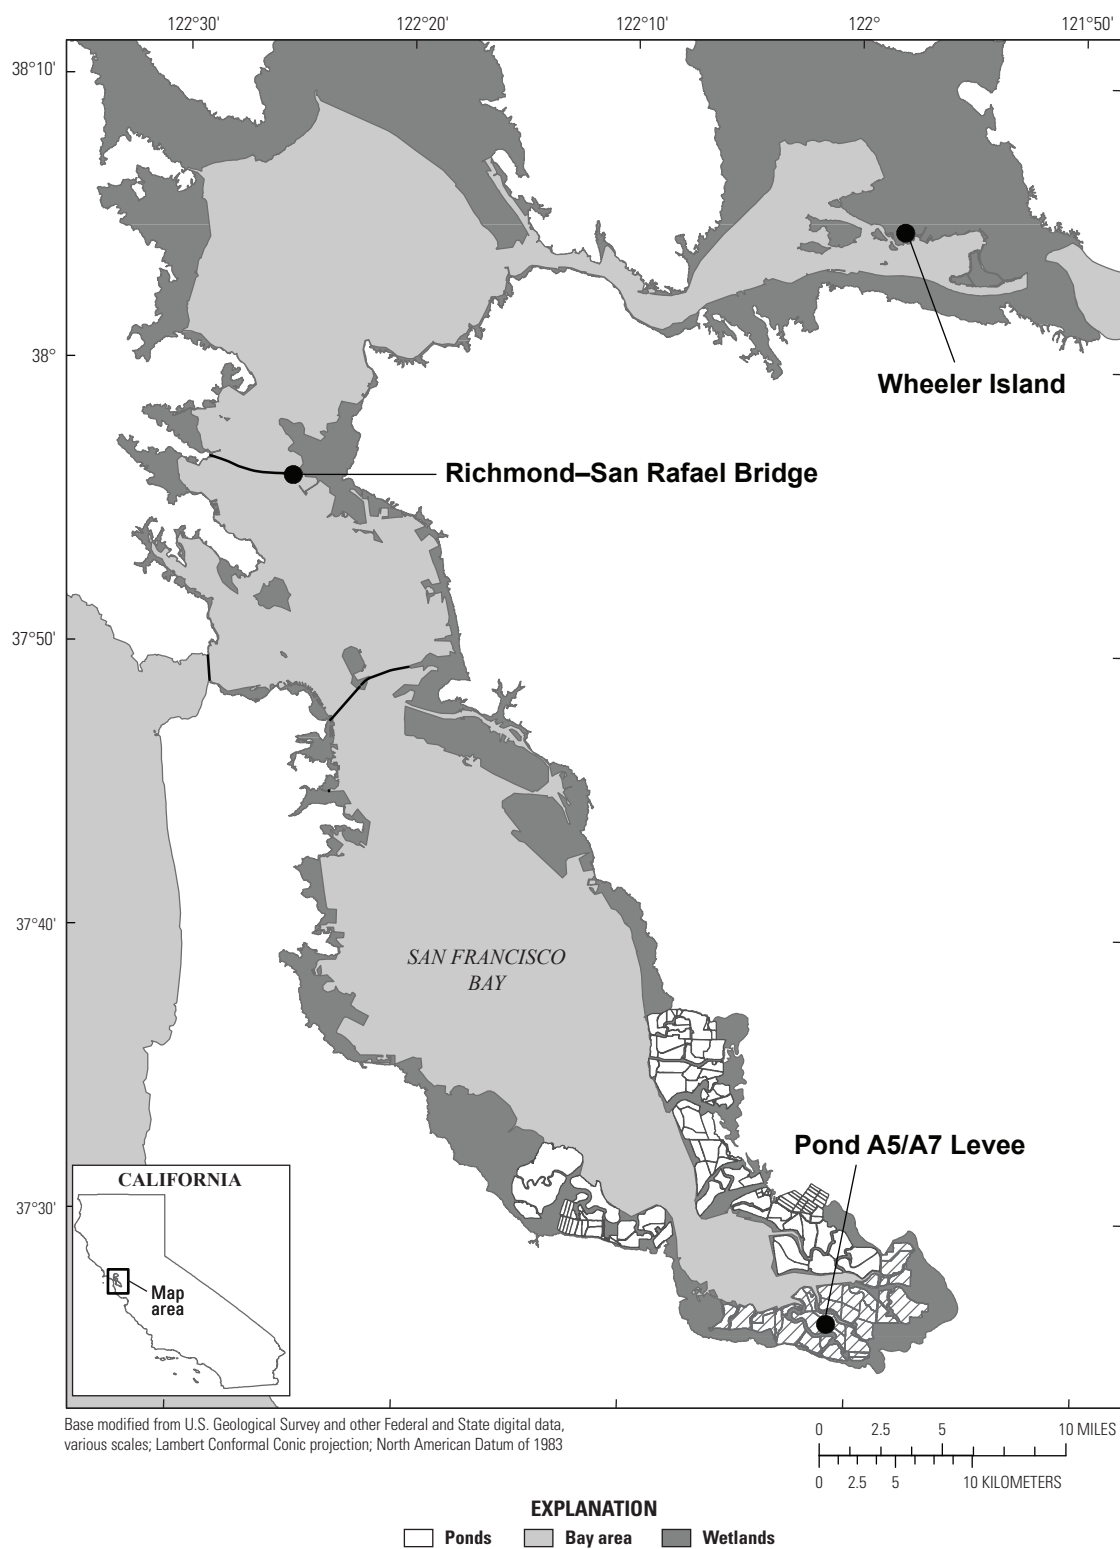 122°30' 122°20' 122°10' 122° 121°50'
38°10'
Wheeler Island
38°
Richmond–San Rafael Bridge
37°50'
37°40'
SAN FRANCISCO
BAY
Pond A5/A7 Levee
37°30'
CALIFORNIA
Map
area
Base modified from U.S. Geological Survey and other Federal and State digital data,
various scales; Lambert Conformal Conic projection; North American Datum of 1983
0 2.5 5 10 MILES
0 2.5 5 10 KILOMETERS
EXPLANATION
Ponds Bay area Wetlands